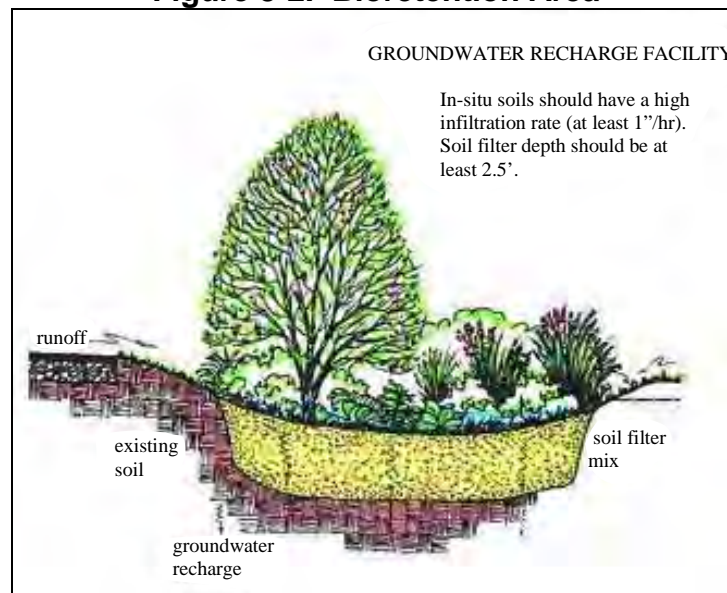 GROUNDWATER RECHARGE FACILITY
In-situ soils should have a high
infiltration rate (at least 1”/hr).
Soil filter depth should be at
least 2.5’.
runoff
existing
soil
soil filter
mix
groundwater
recharge